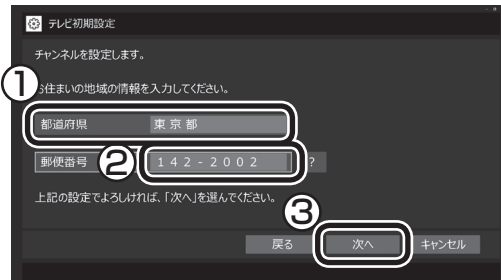 テレビ初期設定
チャンネルを設定します。
①
お住まいの地域の情報を入力してください。
都道府県 東京都
郵便番号 ② 142-2002 ?
上記の設定でよろしければ、「次へ」を選んでください。
③
戻る 次へ キャンセル